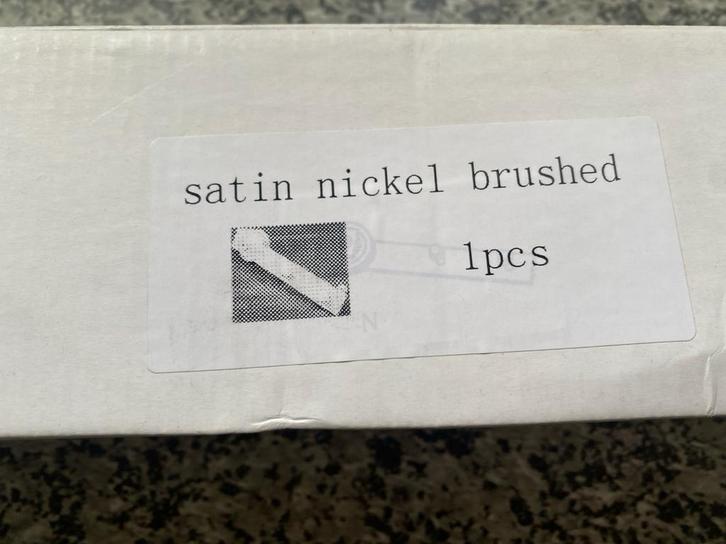 satin nickel brushed
1pcs